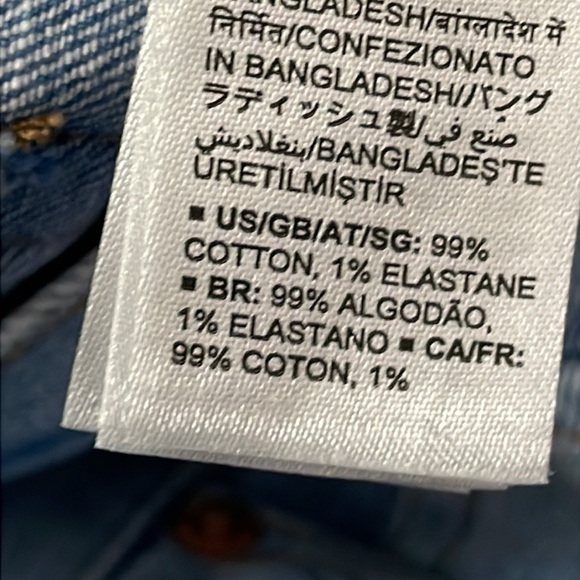 BANGLADESH/बांग्लादेश में
निर्मित/CONFEZIONATO
IN BANGLADESH//バング
ラディッシュ製/صنع في
بنغلاديش/BANGLADEŞ'TE
ÜRETİLMİŞTİR
■ US/GB/AT/SG: 99%
COTTON, 1% ELASTANE
■ BR: 99% ALGODÃO,
1% ELASTANO ■ CA/FR:
99% COTON, 1%